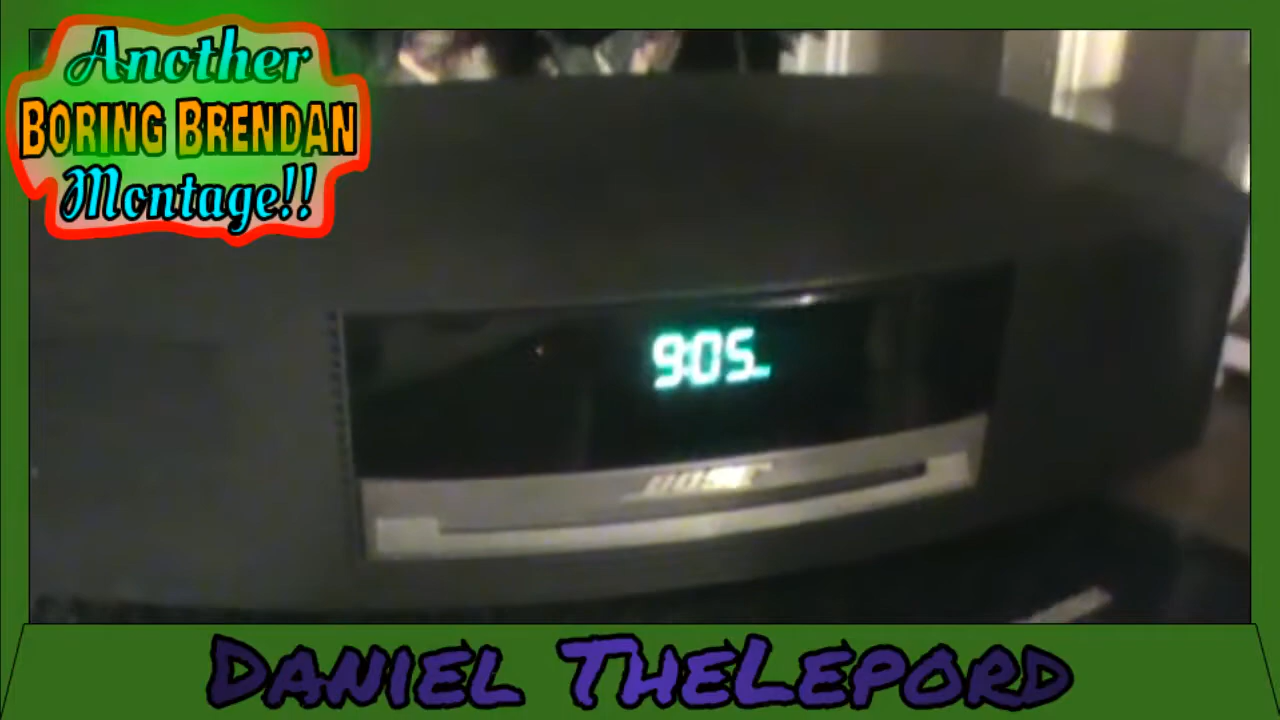 Another
BORING BRENDAN
Montage!!
9:05
BOSE
DANIEL THELEPORD